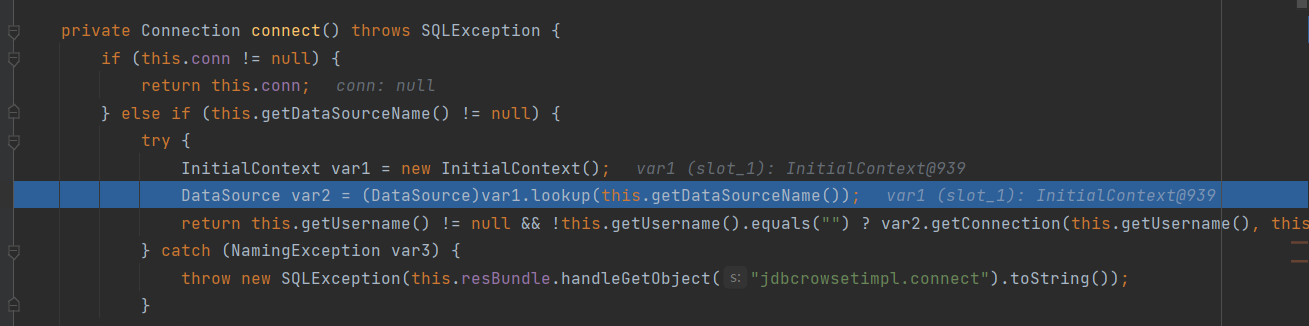 private Connection connect() throws SQLException {
if (this.conn != null) {
return this.conn; conn: null
} else if (this.getDataSourceName() != null) {
try {
InitialContext var1 = new InitialContext(); var1 (slot_1): InitialContext@939
DataSource var2 = (DataSource)var1.lookup(this.getDataSourceName()); var1 (slot_1): InitialContext@939
return this.getUsername() != null && !this.getUsername().equals("") ? var2.getConnection(this.getUsername(), this
} catch (NamingException var3) {
throw new SQLException(this.resBundle.handleGetObject( s: "jdbcrowsetimpl.connect").toString());
}